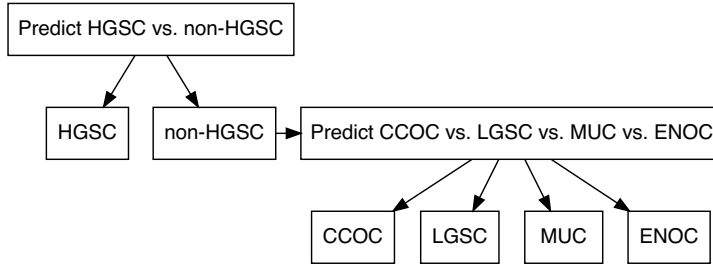 Predict HGSC vs. non-HGSC
HGSC
non-HGSC
Predict CCOC vs. LGSC vs. MUC vs. ENOC
CCOC
LGSC
MUC
ENOC